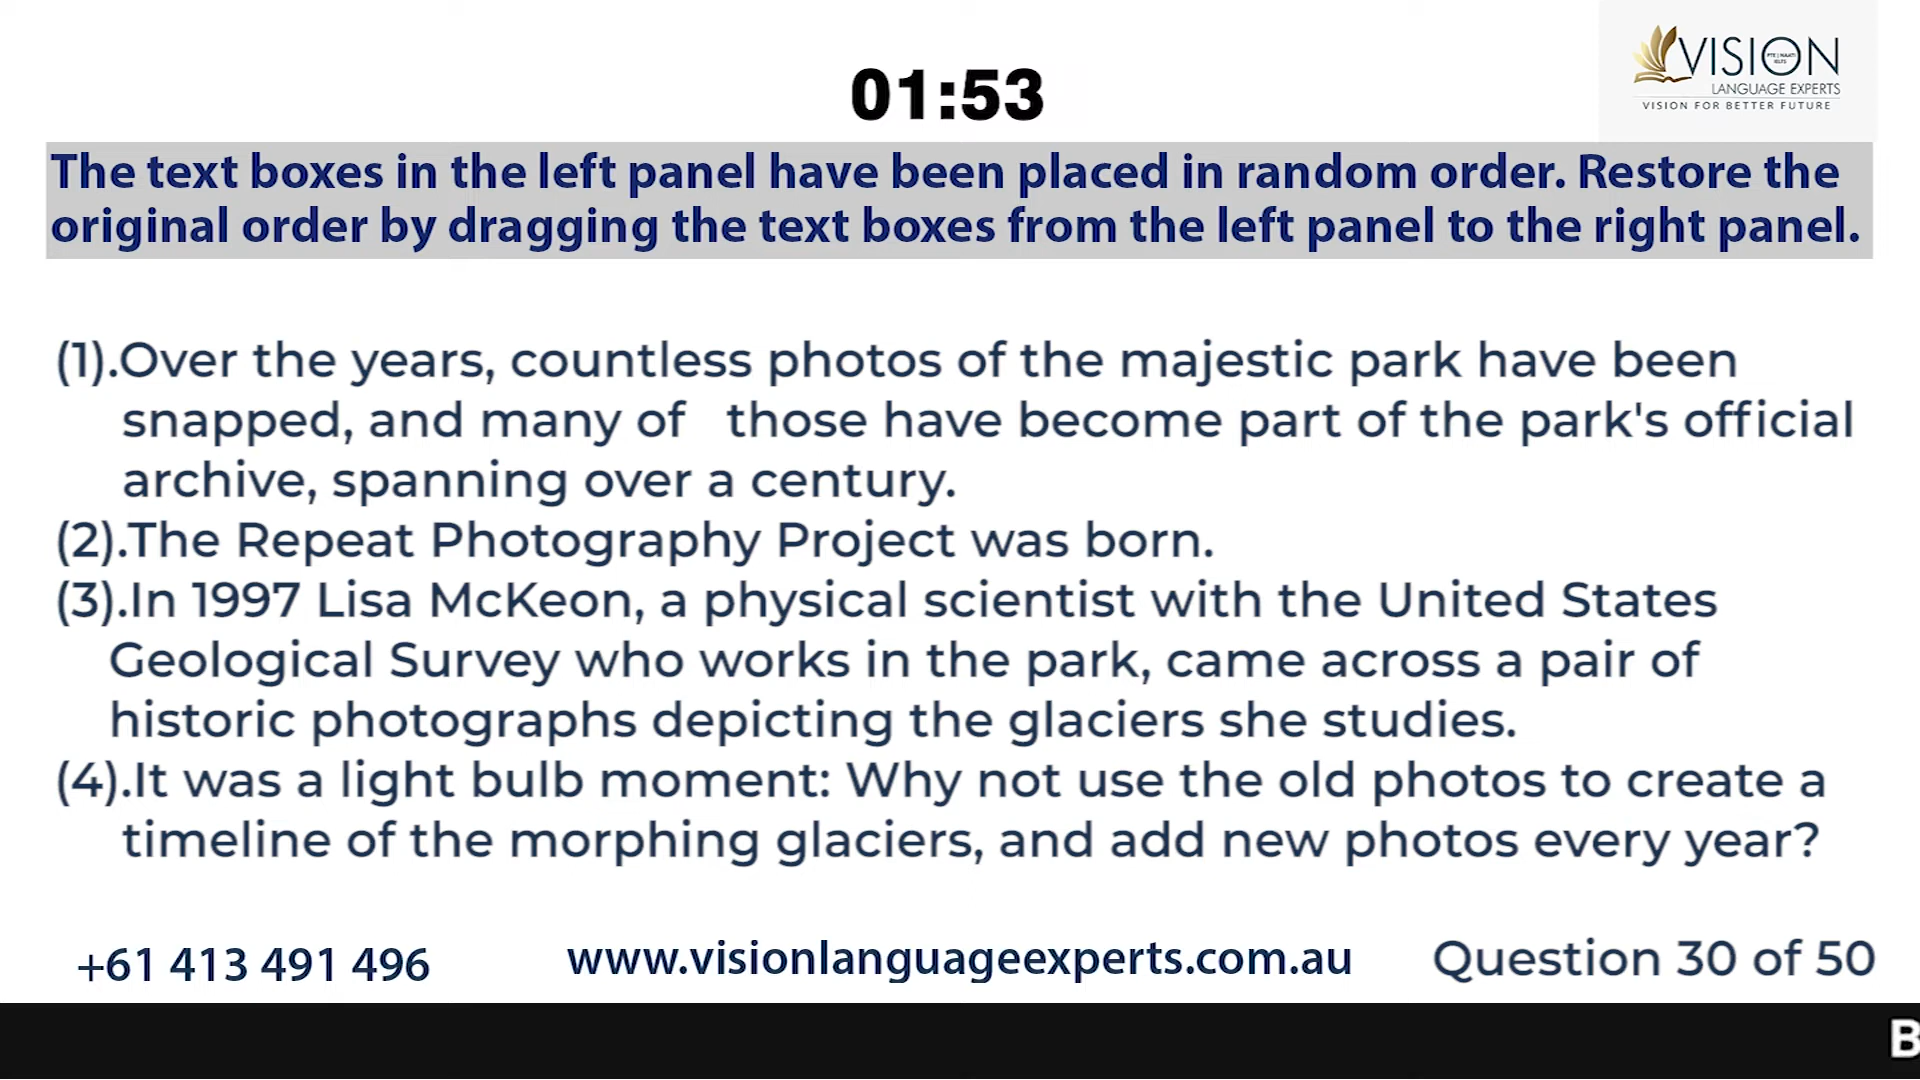 VISION
PTE | NAATI
IELTS
LANGUAGE EXPERTS
VISION FOR BETTER FUTURE
01:53
The text boxes in the left panel have been placed in random order. Restore the
original order by dragging the text boxes from the left panel to the right panel.
(1).Over the years, countless photos of the majestic park have been
snapped, and many of those have become part of the park's official
archive, spanning over a century.
(2).The Repeat Photography Project was born.
(3).In 1997 Lisa McKeon, a physical scientist with the United States
Geological Survey who works in the park, came across a pair of
historic photographs depicting the glaciers she studies.
(4).It was a light bulb moment: Why not use the old photos to create a
timeline of the morphing glaciers, and add new photos every year?
+61 413 491 496 www.visionlanguageexperts.com.au Question 30 of 50
B